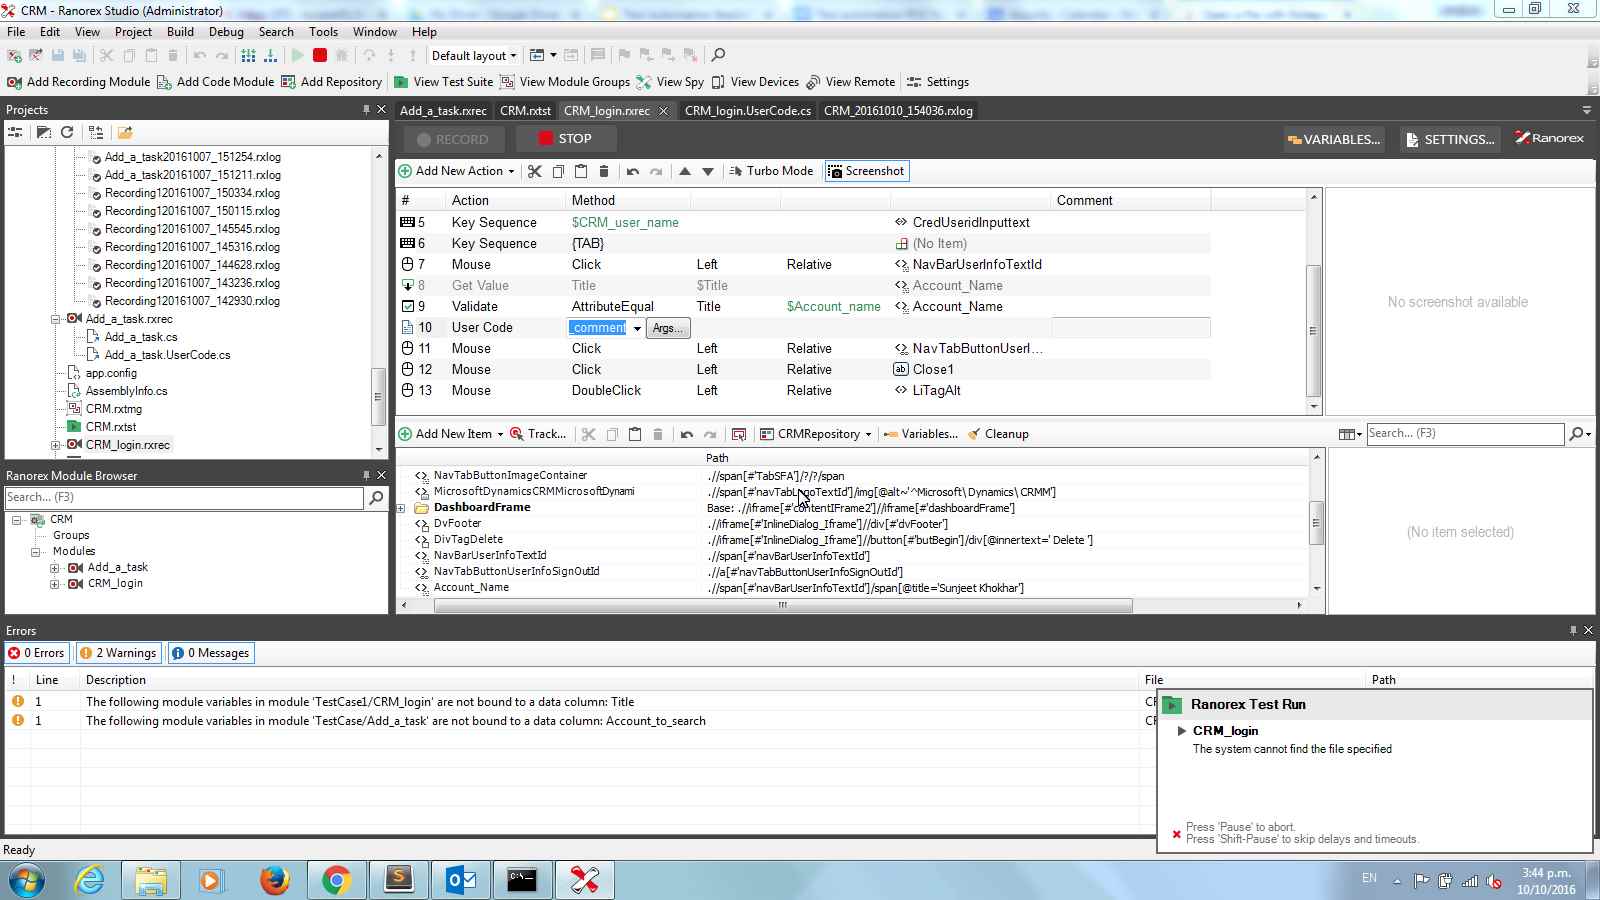 CRM - Ranorex Studio (Administrator)
File Edit View Project Build Debug Search Tools Window Help
Default layout
Add Recording Module Add Code Module Add Repository View Test Suite View Module Groups View Spy View Devices View Remote Settings
Projects
Add_a_task20161007_151254.rxlog
Add_a_task20161007_151211.rxlog
Recording120161007_150334.rxlog
Recording120161007_150115.rxlog
Recording120161007_145545.rxlog
Recording120161007_145316.rxlog
Recording120161007_144628.rxlog
Recording120161007_143236.rxlog
Recording120161007_142930.rxlog
Add_a_task.rxrec
Add_a_task.cs
Add_a_task.UserCode.cs
app.config
AssemblyInfo.cs
CRM.rxtmg
CRM.rxtst
CRM_login.rxrec
Ranorex Module Browser
Search... (F3)
CRM
Groups
Modules
Add_a_task
CRM_login
Add_a_task.rxrec CRM.rxtst CRM_login.rxrec CRM_login.UserCode.cs CRM_20161010_154036.rxlog
RECORD STOP VARIABLES... SETTINGS... Ranorex
Add New Action Turbo Mode Screenshot
# Action Method Comment
5 Key Sequence $CRM_user_name CredUseridInputtext
6 Key Sequence {TAB} (No Item)
7 Mouse Click Left Relative NavBarUserInfoTextId
8 Get Value Title $Title Account_Name
9 Validate AttributeEqual Title $Account_name Account_Name
10 User Code comment Args...
11 Mouse Click Left Relative NavTabButtonUserI...
12 Mouse Click Left Relative ab Close1
13 Mouse DoubleClick Left Relative LiTagAlt
No screenshot available
Add New Item Track... CRMRepository Variables... Cleanup Search... (F3)
Path
NavTabButtonImageContainer .//span[#'TabSFA']/?/?/span
MicrosoftDynamicsCRMMicrosoftDynami .//span[#'navTabLogoTextId']/img[@alt~'^Microsoft\ Dynamics\ CRMM']
DashboardFrame Base: .//iframe[#'contentIFrame2']//iframe[#'dashboardFrame']
DvFooter .//iframe[#'InlineDialog_Iframe']//div[#'dvFooter']
DivTagDelete .//iframe[#'InlineDialog_Iframe']//button[#'butBegin']/div[@innertext=' Delete ']
NavBarUserInfoTextId .//span[#'navBarUserInfoTextId']
NavTabButtonUserInfoSignOutId .//a[#'navTabButtonUserInfoSignOutId']
Account_Name .//span[#'navBarUserInfoTextId']/span[@title='Sunjeet Khokhar']
(No item selected)
Errors
0 Errors 2 Warnings 0 Messages
! Line Description File Path
1 The following module variables in module 'TestCase1/CRM_login' are not bound to a data column: Title
1 The following module variables in module 'TestCase/Add_a_task' are not bound to a data column: Account_to_search
Ranorex Test Run
CRM_login
The system cannot find the file specified
Press 'Pause' to abort.
Press 'Shift-Pause' to skip delays and timeouts.
Ready
EN
3:44 p.m.
10/10/2016